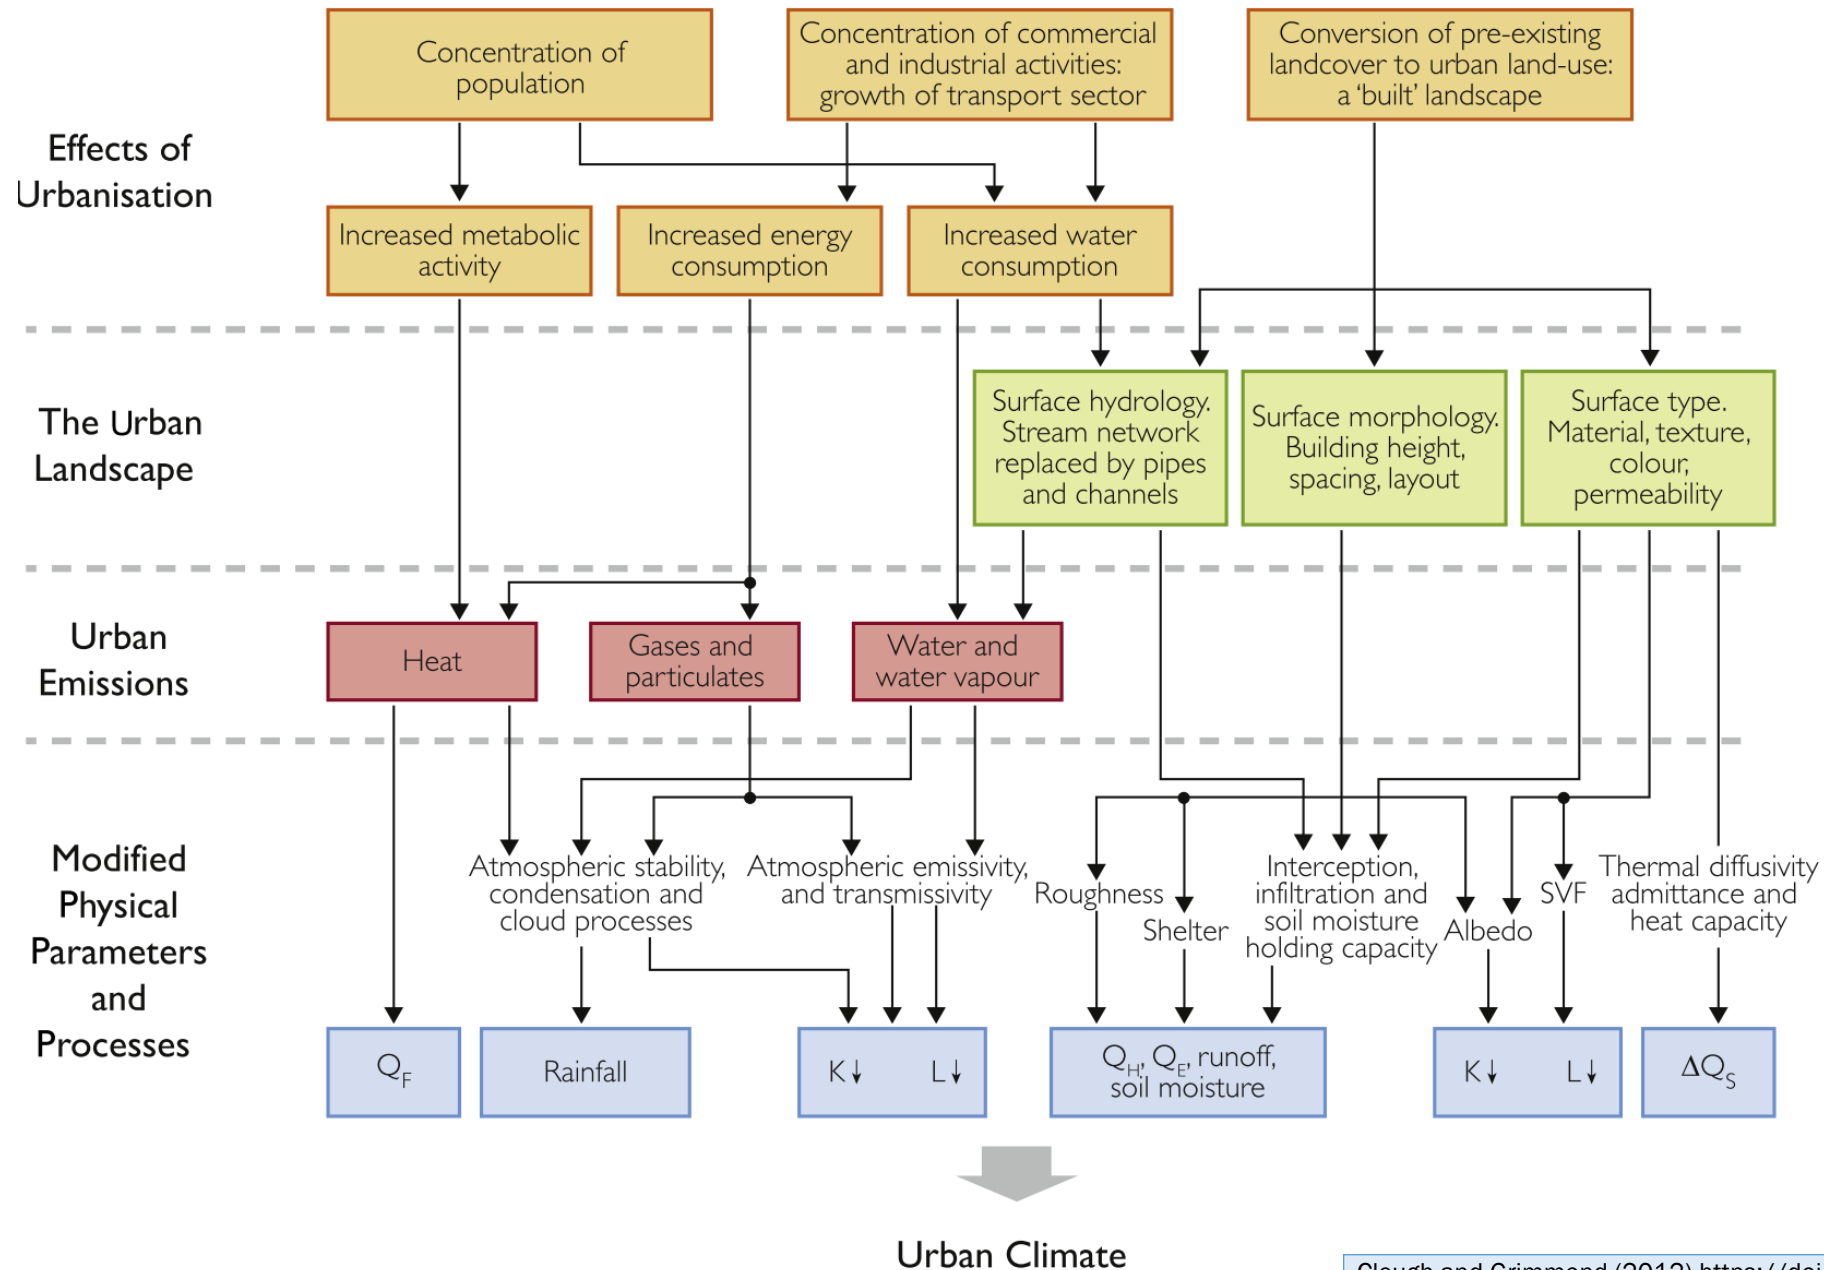 Concentration of
population
Concentration of commercial
and industrial activities:
growth of transport sector
Conversion of pre-existing
landcover to urban land-use:
a ‘built’ landscape
Effects of
Urbanisation
Increased metabolic
activity
Increased energy
consumption
Increased water
consumption
The Urban
Landscape
Surface hydrology.
Stream network
replaced by pipes
and channels
Surface morphology.
Building height,
spacing, layout
Surface type.
Material, texture,
colour,
permeability
Urban
Emissions
Heat
Gases and
particulates
Water and
water vapour
Modified
Physical
Parameters
and
Processes
Atmospheric stability,
condensation and
cloud processes
Atmospheric emissivity,
and transmissivity
Roughness
Shelter
Interception,
infiltration and
soil moisture
holding capacity
Albedo
SVF
Thermal diffusivity
admittance and
heat capacity
Q_F
Rainfall
K↓ L↓
Q_H, Q_E, runoff,
soil moisture
K↓ L↓
ΔQ_S
Urban Climate